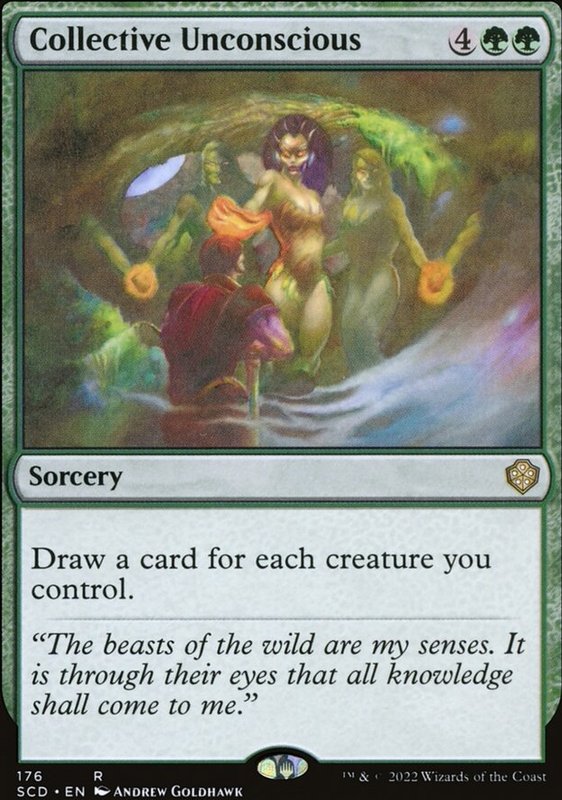 Collective Unconscious 4
Sorcery
Draw a card for each creature you
control.
“The beasts of the wild are my senses. It
is through their eyes that all knowledge
shall come to me.”
176 R
SCD • EN Andrew Goldhawk
™ & © 2022 Wizards of the Coast